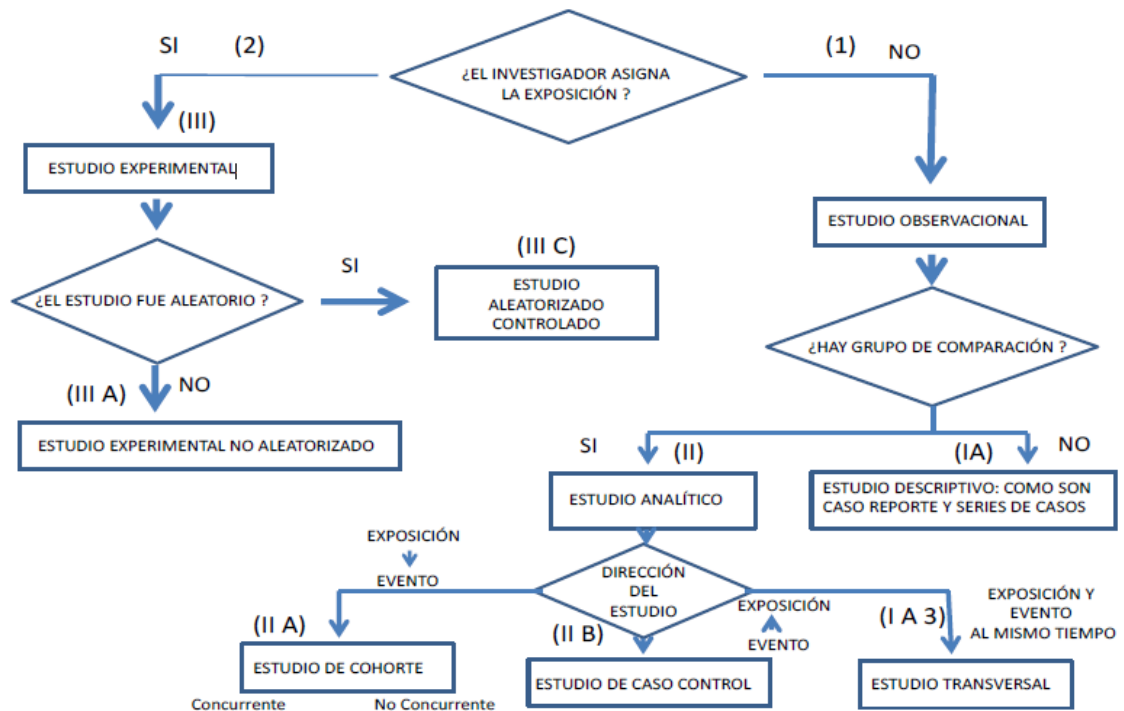 SI
(2)
¿EL INVESTIGADOR ASIGNA
LA EXPOSICIÓN ?
(1)
NO
(III)
ESTUDIO EXPERIMENTAL
ESTUDIO OBSERVACIONAL
¿EL ESTUDIO FUE ALEATORIO ?
SI
(III C)
ESTUDIO
ALEATORIZADO
CONTROLADO
¿HAY GRUPO DE COMPARACIÓN ?
(III A)
NO
ESTUDIO EXPERIMENTAL NO ALEATORIZADO
SI
(II)
(IA)
NO
ESTUDIO ANALÍTICO
ESTUDIO DESCRIPTIVO: COMO SON
CASO REPORTE Y SERIES DE CASOS
EXPOSICIÓN
EVENTO
DIRECCIÓN
DEL
ESTUDIO
EXPOSICIÓN
EVENTO
EXPOSICIÓN Y
EVENTO
AL MISMO TIEMPO
(II A)
(II B)
(I A 3)
ESTUDIO DE COHORTE
ESTUDIO DE CASO CONTROL
ESTUDIO TRANSVERSAL
Concurrente
No Concurrente